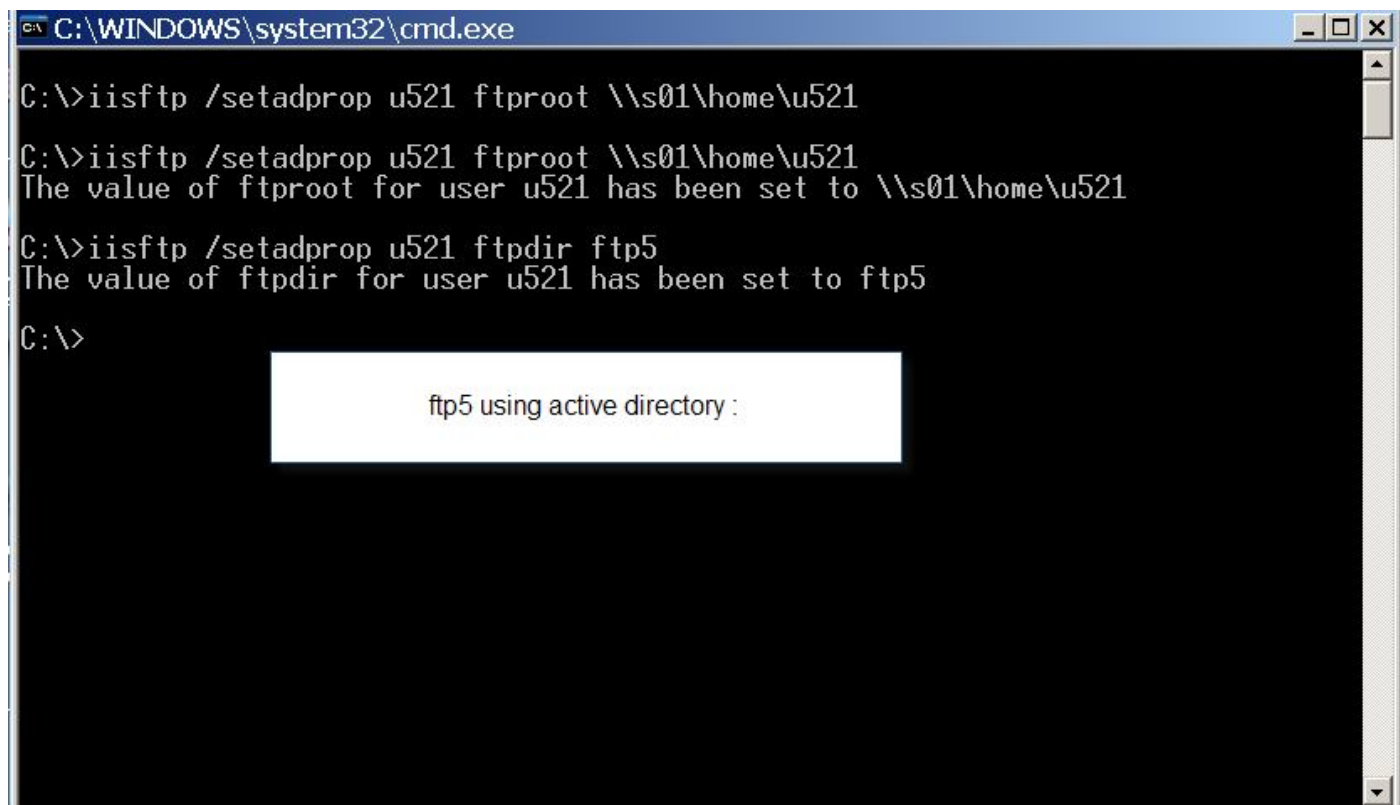 C:\WINDOWS\system32\cmd.exe
C:\>iisftp /setadprop u521 ftproot \\s01\home\u521
C:\>iisftp /setadprop u521 ftproot \\s01\home\u521
The value of ftproot for user u521 has been set to \\s01\home\u521
C:\>iisftp /setadprop u521 ftpdir ftp5
The value of ftpdir for user u521 has been set to ftp5
C:\>
ftp5 using active directory :